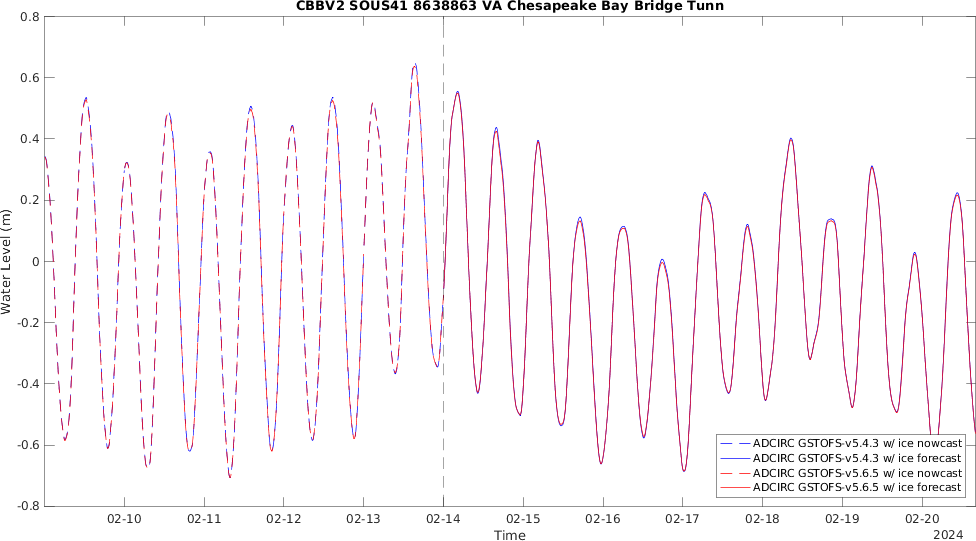 CBBV2 SOUS41 8638863 VA Chesapeake Bay Bridge Tunn
0.8
0.6
0.4
0.2
0
-0.2
-0.4
-0.6
-0.8
Water Level (m)
ADCIRC GSTOFS-v5.4.3 w/ ice nowcast
ADCIRC GSTOFS-v5.4.3 w/ ice forecast
ADCIRC GSTOFS-v5.6.5 w/ ice nowcast
ADCIRC GSTOFS-v5.6.5 w/ ice forecast
02-10 02-11 02-12 02-13 02-14 02-15 02-16 02-17 02-18 02-19 02-20
Time
2024